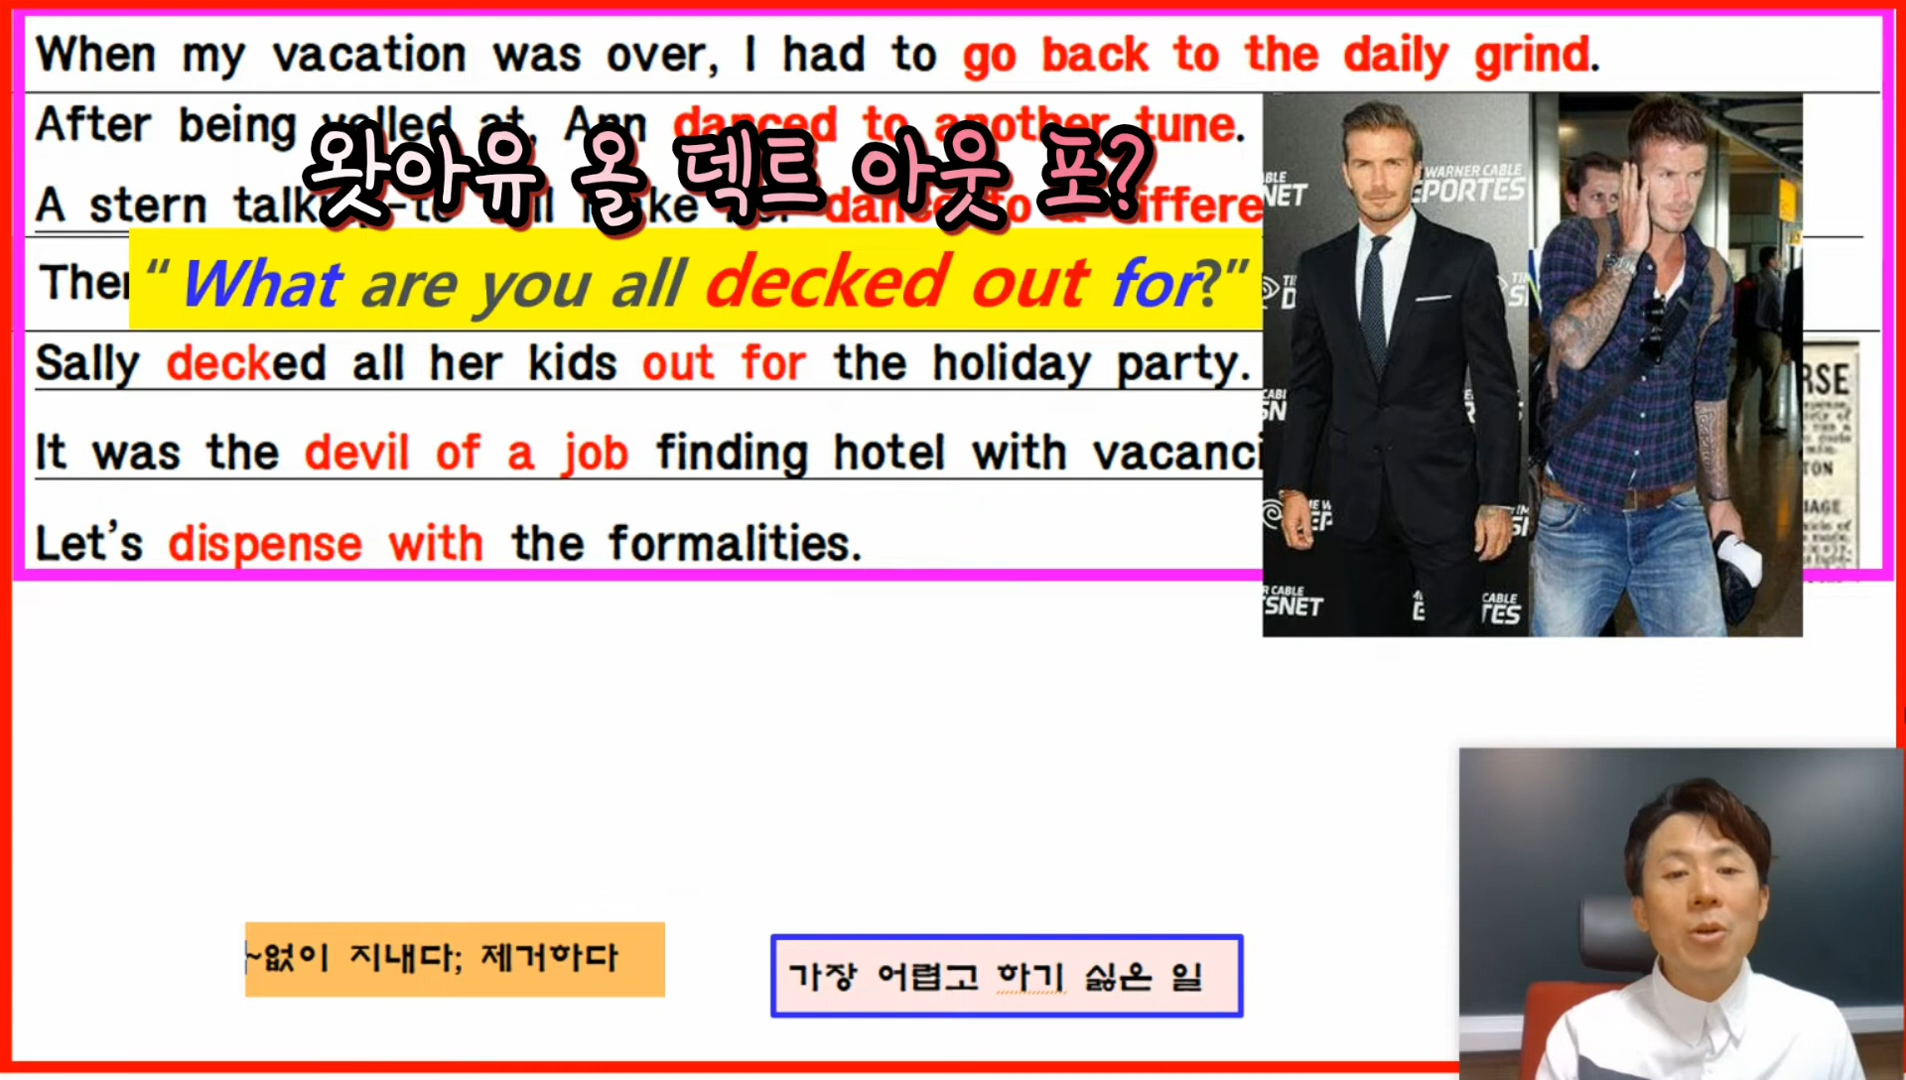 When my vacation was over, I had to go back to the daily grind.
After being yelled at, Ann danced to another tune.
왓아유 올 덱트 아웃 포?
A stern
“What are you all decked out for?”
Sally decked all her kids out for the holiday party.
It was the devil of a job finding hotel with
Let's dispense with the formalities.
WARNER CABLE
~없이 지내다; 제거하다
가장 어렵고 하기 싫은 일